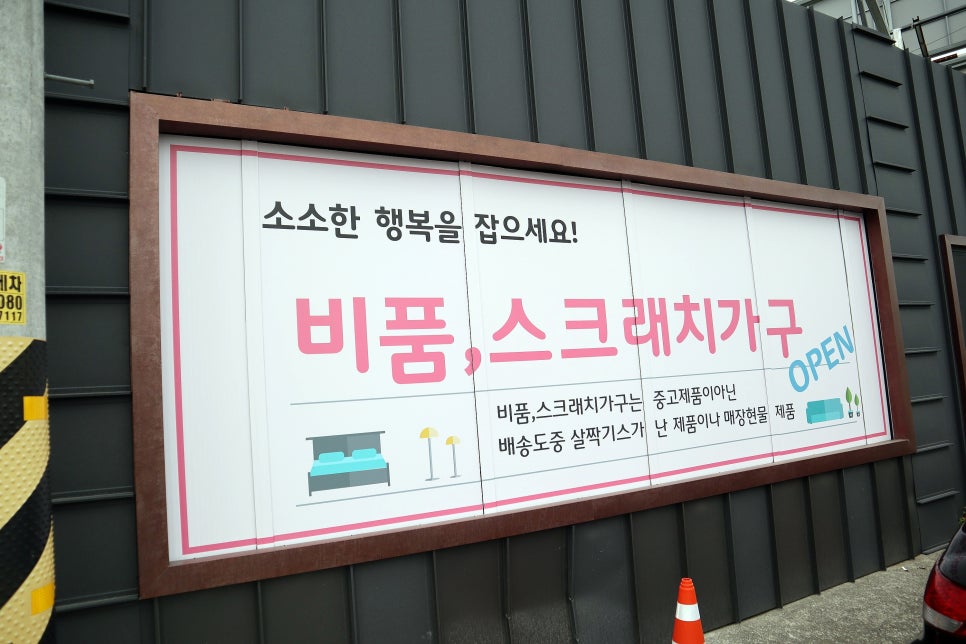 소소한 행복을 잡으세요!
비품,스크래치가구
OPEN
비품,스크래치가구는 중고제품이아닌
배송도중 살짝기스가 난 제품이나 매장현물 제품
080
7117